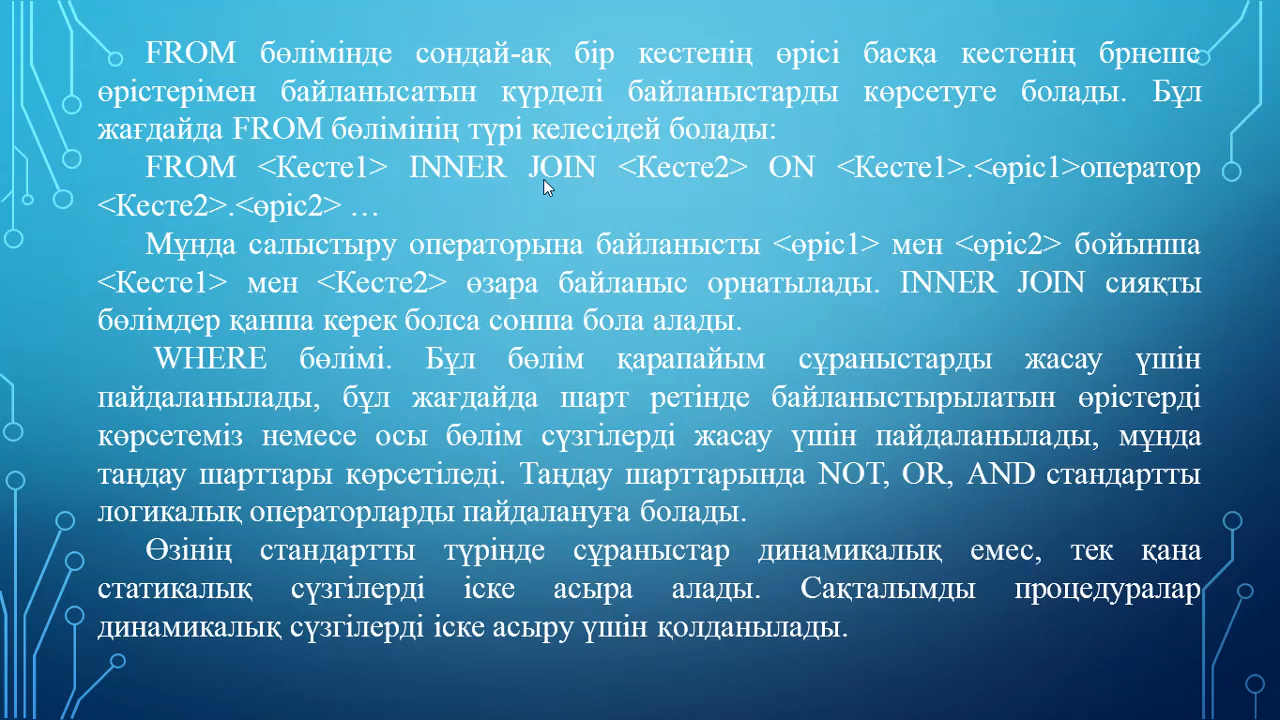 FROM бөлімінде сондай-ақ бір кестенің өрісі басқа кестенің брнеше
өрістерімен байланысатын күрделі байланыстарды көрсетуге болады. Бұл
жағдайда FROM бөлімінің түрі келесідей болады:
FROM <Кесте1> INNER JOIN <Кесте2> ON <Кесте1>.<өріс1>оператор
<Кесте2>.<өріс2> …
Мұнда салыстыру операторына байланысты <өріс1> мен <өріс2> бойынша
<Кесте1> мен <Кесте2> өзара байланыс орнатылады. INNER JOIN сияқты
бөлімдер қанша керек болса сонша бола алады.
WHERE бөлімі. Бұл бөлім қарапайым сұраныстарды жасау үшін
пайдаланылады, бұл жағдайда шарт ретінде байланыстырылатын өрістерді
көрсетеміз немесе осы бөлім сүзгілерді жасау үшін пайдаланылады, мұнда
таңдау шарттары көрсетіледі. Таңдау шарттарында NOT, OR, AND стандартты
логикалық операторларды пайдалануға болады.
Өзінің стандартты түрінде сұраныстар динамикалық емес, тек қана
статикалық сүзгілерді іске асыра алады. Сақталымды процедуралар
динамикалық сүзгілерді іске асыру үшін қолданылады.